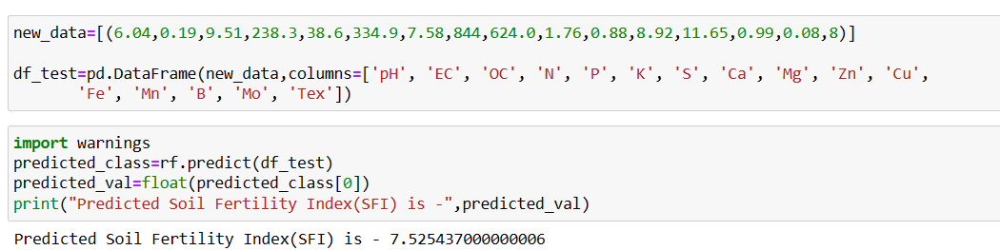 new_data=[(6.04,0.19,9.51,238.3,38.6,334.9,7.58,844,624.0,1.76,0.88,8.92,11.65,0.99,0.08,8)]
df_test=pd.DataFrame(new_data,columns=['pH', 'EC', 'OC', 'N', 'P', 'K', 'S', 'Ca', 'Mg', 'Zn', 'Cu',
       'Fe', 'Mn', 'B', 'Mo', 'Tex'])
import warnings
predicted_class=rf.predict(df_test)
predicted_val=float(predicted_class[0])
print("Predicted Soil Fertility Index(SFI) is -",predicted_val)
Predicted Soil Fertility Index(SFI) is - 7.525437000000006